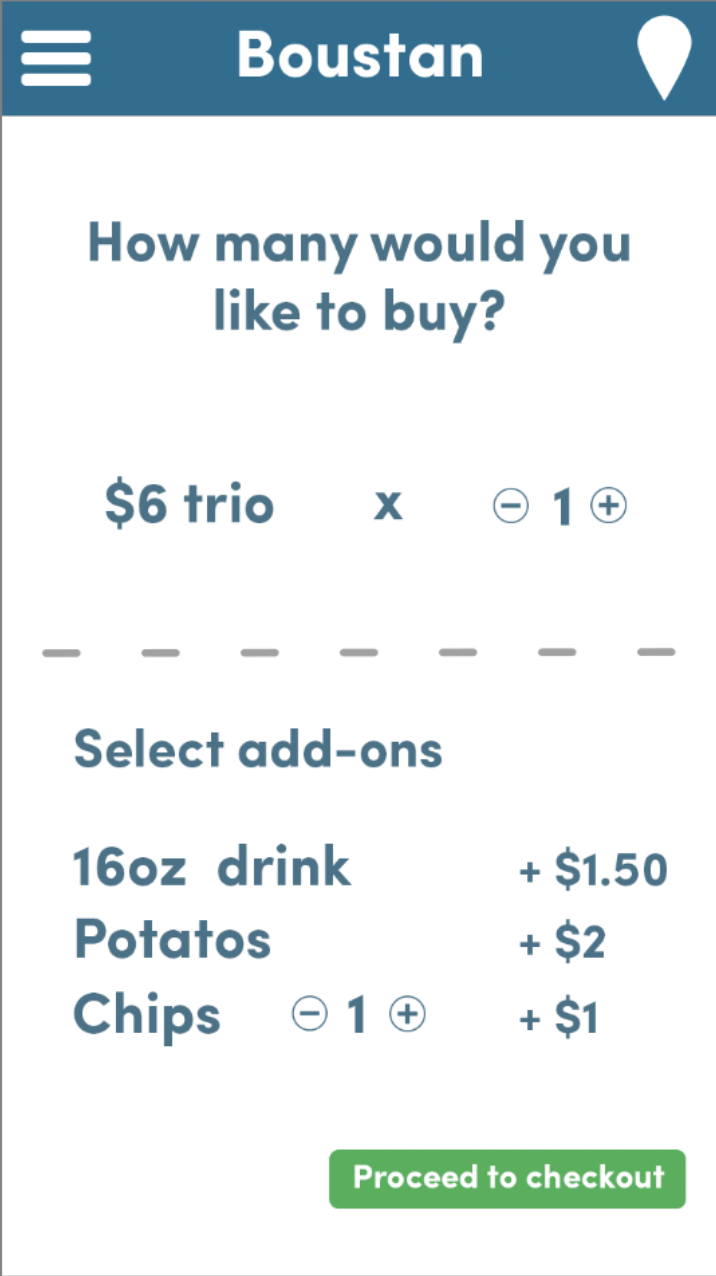 Boustan
How many would you
like to buy?
$6 trio x − 1 +
Select add-ons
16oz drink + $1.50
Potatos + $2
Chips − 1 + + $1
Proceed to checkout